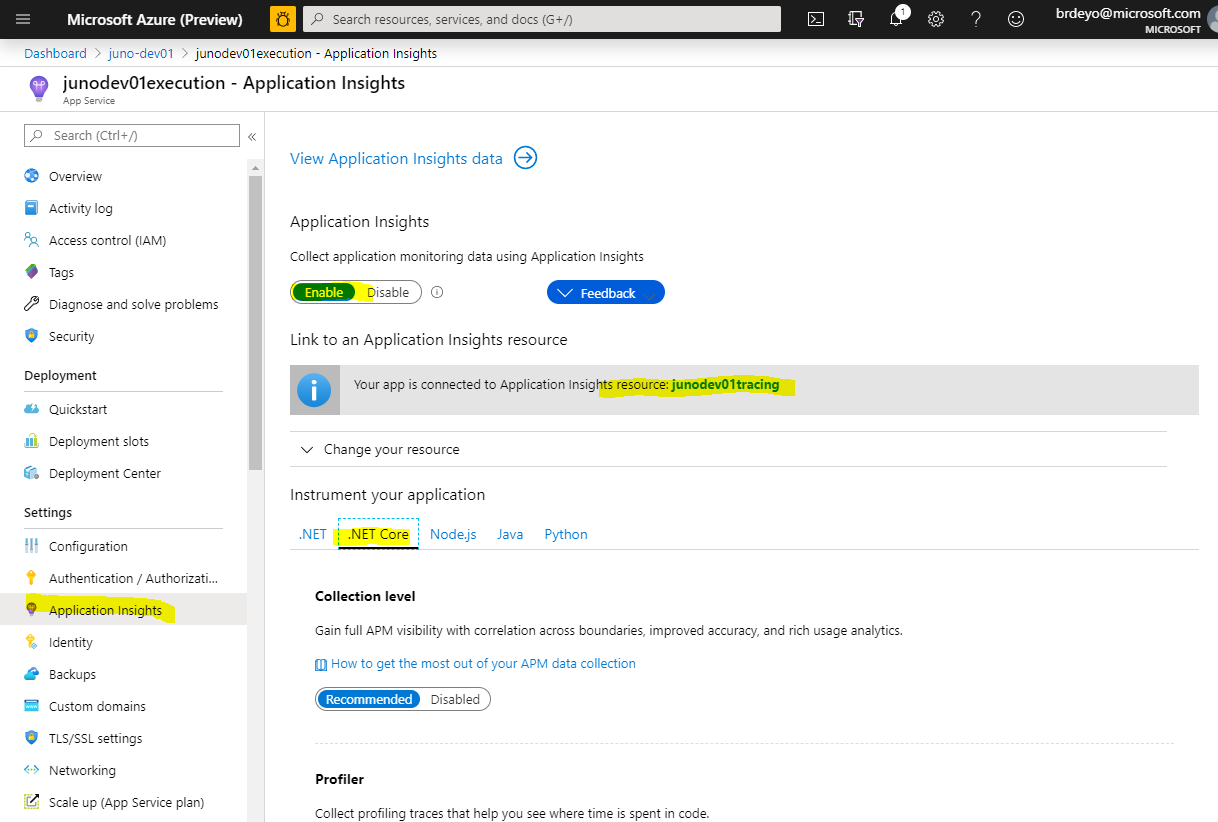 Microsoft Azure (Preview)
Search resources, services, and docs (G+/)
1
brdeyo@microsoft.com
MICROSOFT
Dashboard > juno-dev01 > junodev01execution - Application Insights
junodev01execution - Application Insights
App Service
Search (Ctrl+/)
«
Overview
Activity log
Access control (IAM)
Tags
Diagnose and solve problems
Security
Deployment
Quickstart
Deployment slots
Deployment Center
Settings
Configuration
Authentication / Authorizati...
Application Insights
Identity
Backups
Custom domains
TLS/SSL settings
Networking
Scale up (App Service plan)
View Application Insights data
Application Insights
Collect application monitoring data using Application Insights
Enable Disable
Feedback
Link to an Application Insights resource
Your app is connected to Application Insights resource: junodev01tracing
Change your resource
Instrument your application
.NET .NET Core Node.js Java Python
Collection level
Gain full APM visibility with correlation across boundaries, improved accuracy, and rich usage analytics.
How to get the most out of your APM data collection
Recommended Disabled
Profiler
Collect profiling traces that help you see where time is spent in code.